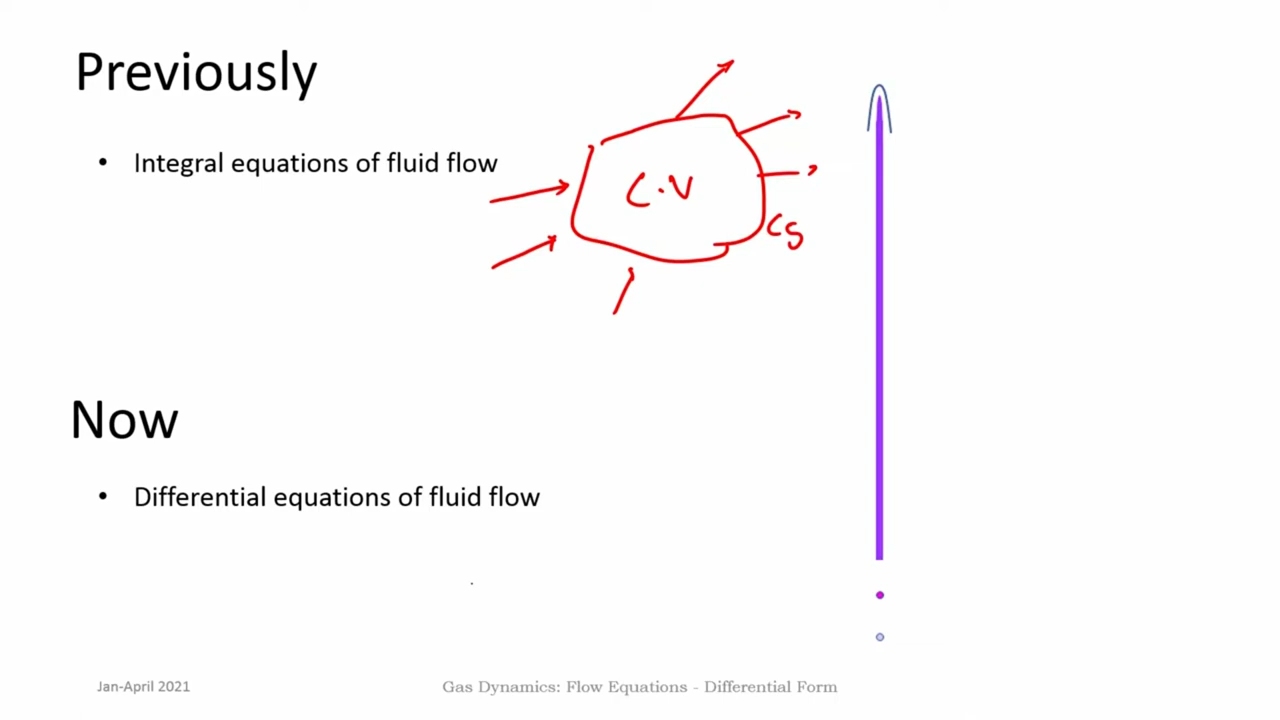 Previously
• Integral equations of fluid flow
C.V
CS
Now
• Differential equations of fluid flow
Jan-April 2021
Gas Dynamics: Flow Equations - Differential Form